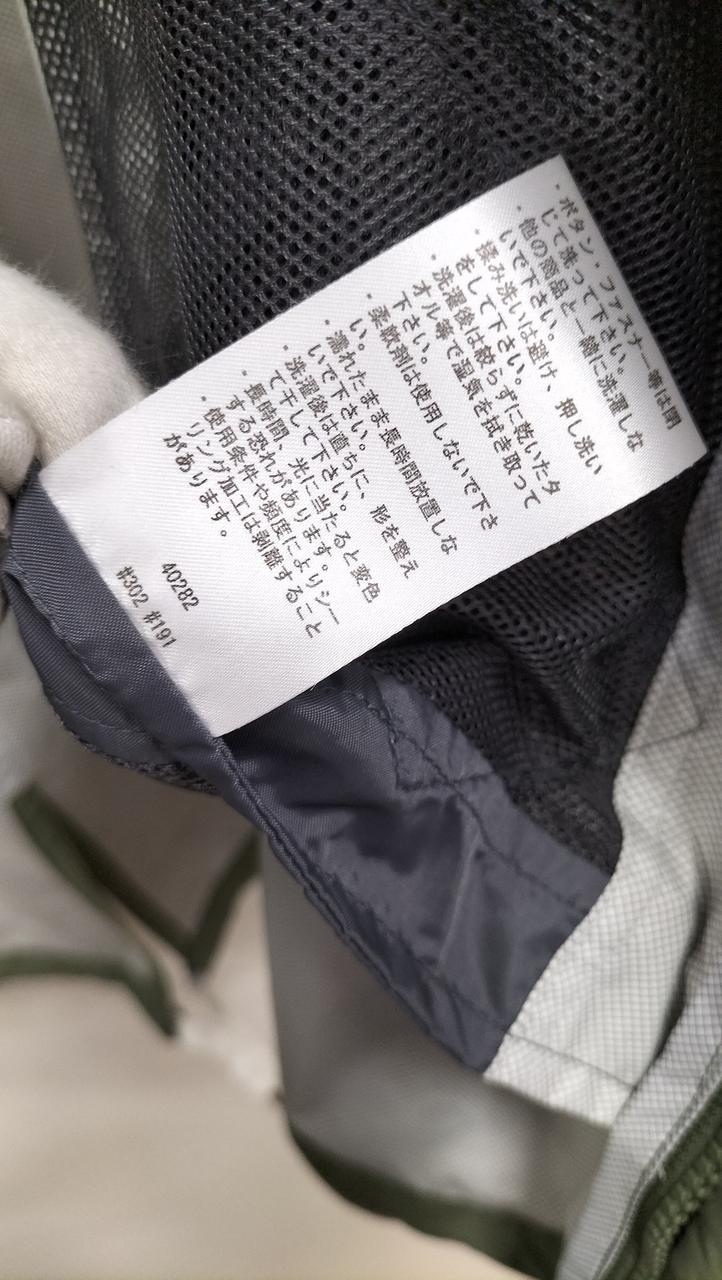 ・ボタン・ファスナー等は閉
じて洗って下さい。
・他の商品と一緒に洗濯しな
いで下さい。
・揉み洗いは避け、押し洗い
をして下さい。
・洗濯後は絞らずに乾いたタ
オル等で湿気を拭き取って
下さい。
・柔軟剤は使用しないで下さ
い。
・濡れたまま長時間放置しな
いで下さい。
・洗濯後は直ちに、形を整え
て干して下さい。
・長時間、光に当たると変色
する恐れがあります。
・使用条件や頻度によりシー
リング加工は剥離すること
があります。
40282
#302 #191